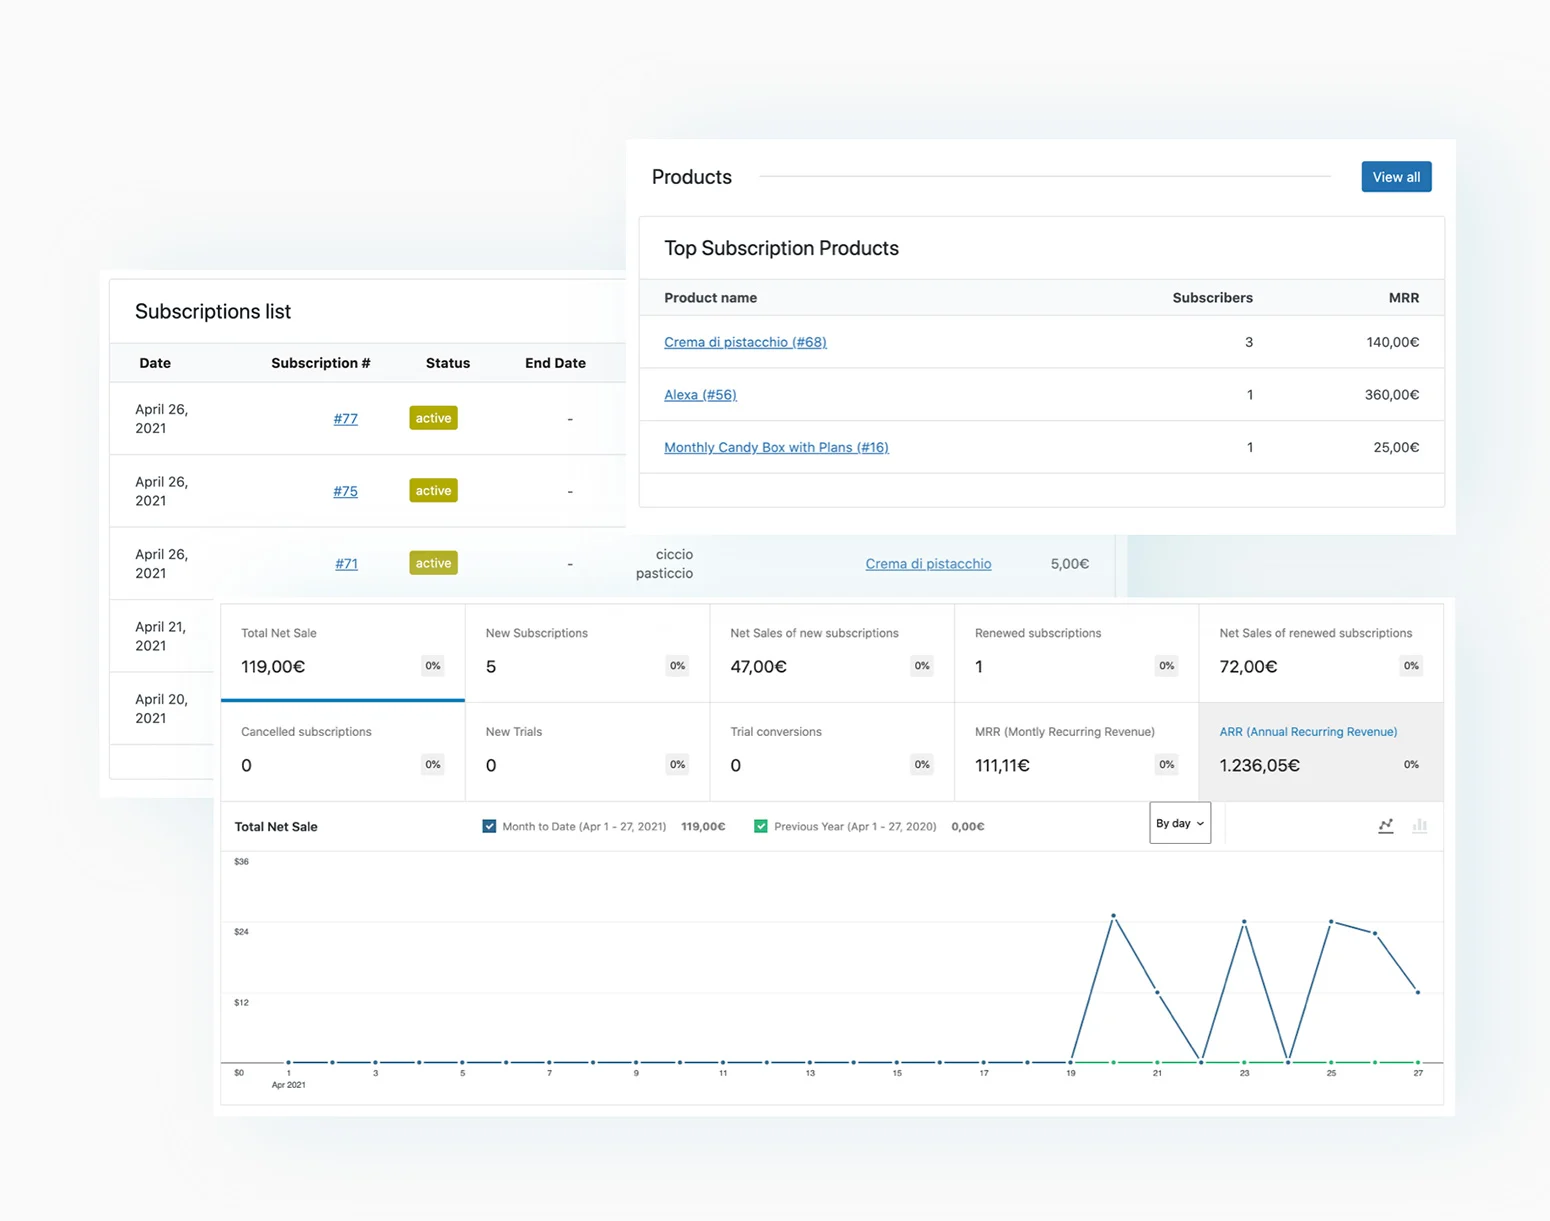 Products
View all
Top Subscription Products
Product name Subscribers MRR
Crema di pistacchio (#68) 3 140,00€
Alexa (#56) 1 360,00€
Monthly Candy Box with Plans (#16) 1 25,00€
Subscriptions list
Date Subscription # Status End Date
April 26,
2021
#77 active -
April 26,
2021
#75 active -
April 26,
2021
#71 active -
ciccio
pasticcio
Crema di pistacchio 5,00€
April 21,
2021
April 20,
2021
Total Net Sale
119,00€ 0%
New Subscriptions
5 0%
Net Sales of new subscriptions
47,00€ 0%
Renewed subscriptions
1 0%
Net Sales of renewed subscriptions
72,00€ 0%
Cancelled subscriptions
0 0%
New Trials
0 0%
Trial conversions
0 0%
MRR (Montly Recurring Revenue)
111,11€ 0%
ARR (Annual Recurring Revenue)
1.236,05€ 0%
Total Net Sale
Month to Date (Apr 1 - 27, 2021) 119,00€
Previous Year (Apr 1 - 27, 2020) 0,00€
By day
$36
$24
$12
$0
1 3 5 7 9 11 13 15 17 19 21 23 25 27
Apr 2021